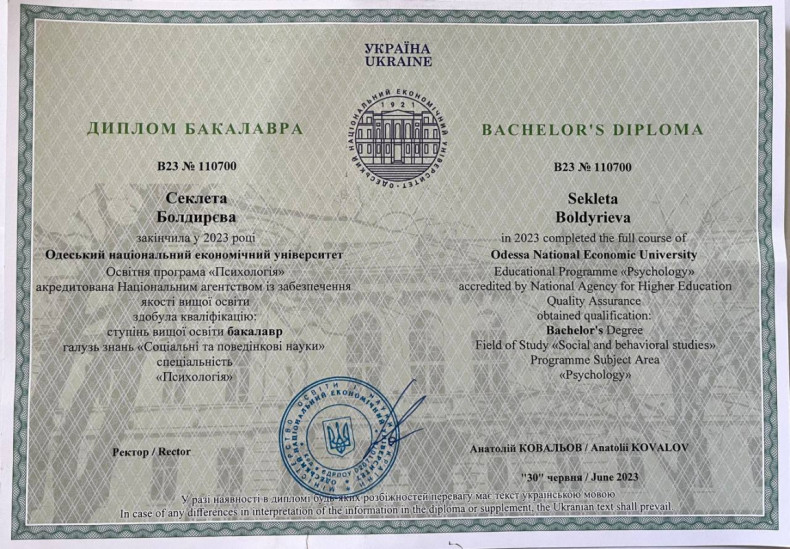 УКРАЇНА
UKRAINE
ОДЕСЬКИЙ НАЦІОНАЛЬНИЙ ЕКОНОМІЧНИЙ УНІВЕРСИТЕТ
1921
ДИПЛОМ БАКАЛАВРА
В23 № 110700
Секлета
Болдирєва
закінчила у 2023 році
Одеський національний економічний університет
Освітня програма «Психологія»
акредитована Національним агентством із забезпечення
якості вищої освіти
здобула кваліфікацію:
ступінь вищої освіти бакалавр
галузь знань «Соціальні та поведінкові науки»
спеціальність
«Психологія»
BACHELOR'S DIPLOMA
B23 № 110700
Sekleta
Boldyrieva
in 2023 completed the full course of
Odessa National Economic University
Educational Programme «Psychology»
accredited by National Agency for Higher Education
Quality Assurance
obtained qualification:
Bachelor's Degree
Field of Study «Social and behavioral studies»
Programme Subject Area
«Psychology»
Ректор / Rector
Анатолій КОВАЛЬОВ / Anatolii KOVALOV
"30" червня / June 2023
У разі наявності в дипломі будь-яких розбіжностей перевагу має текст українською мовою
In case of any differences in interpretation of the information in the diploma or supplement, the Ukranian text shall prevail